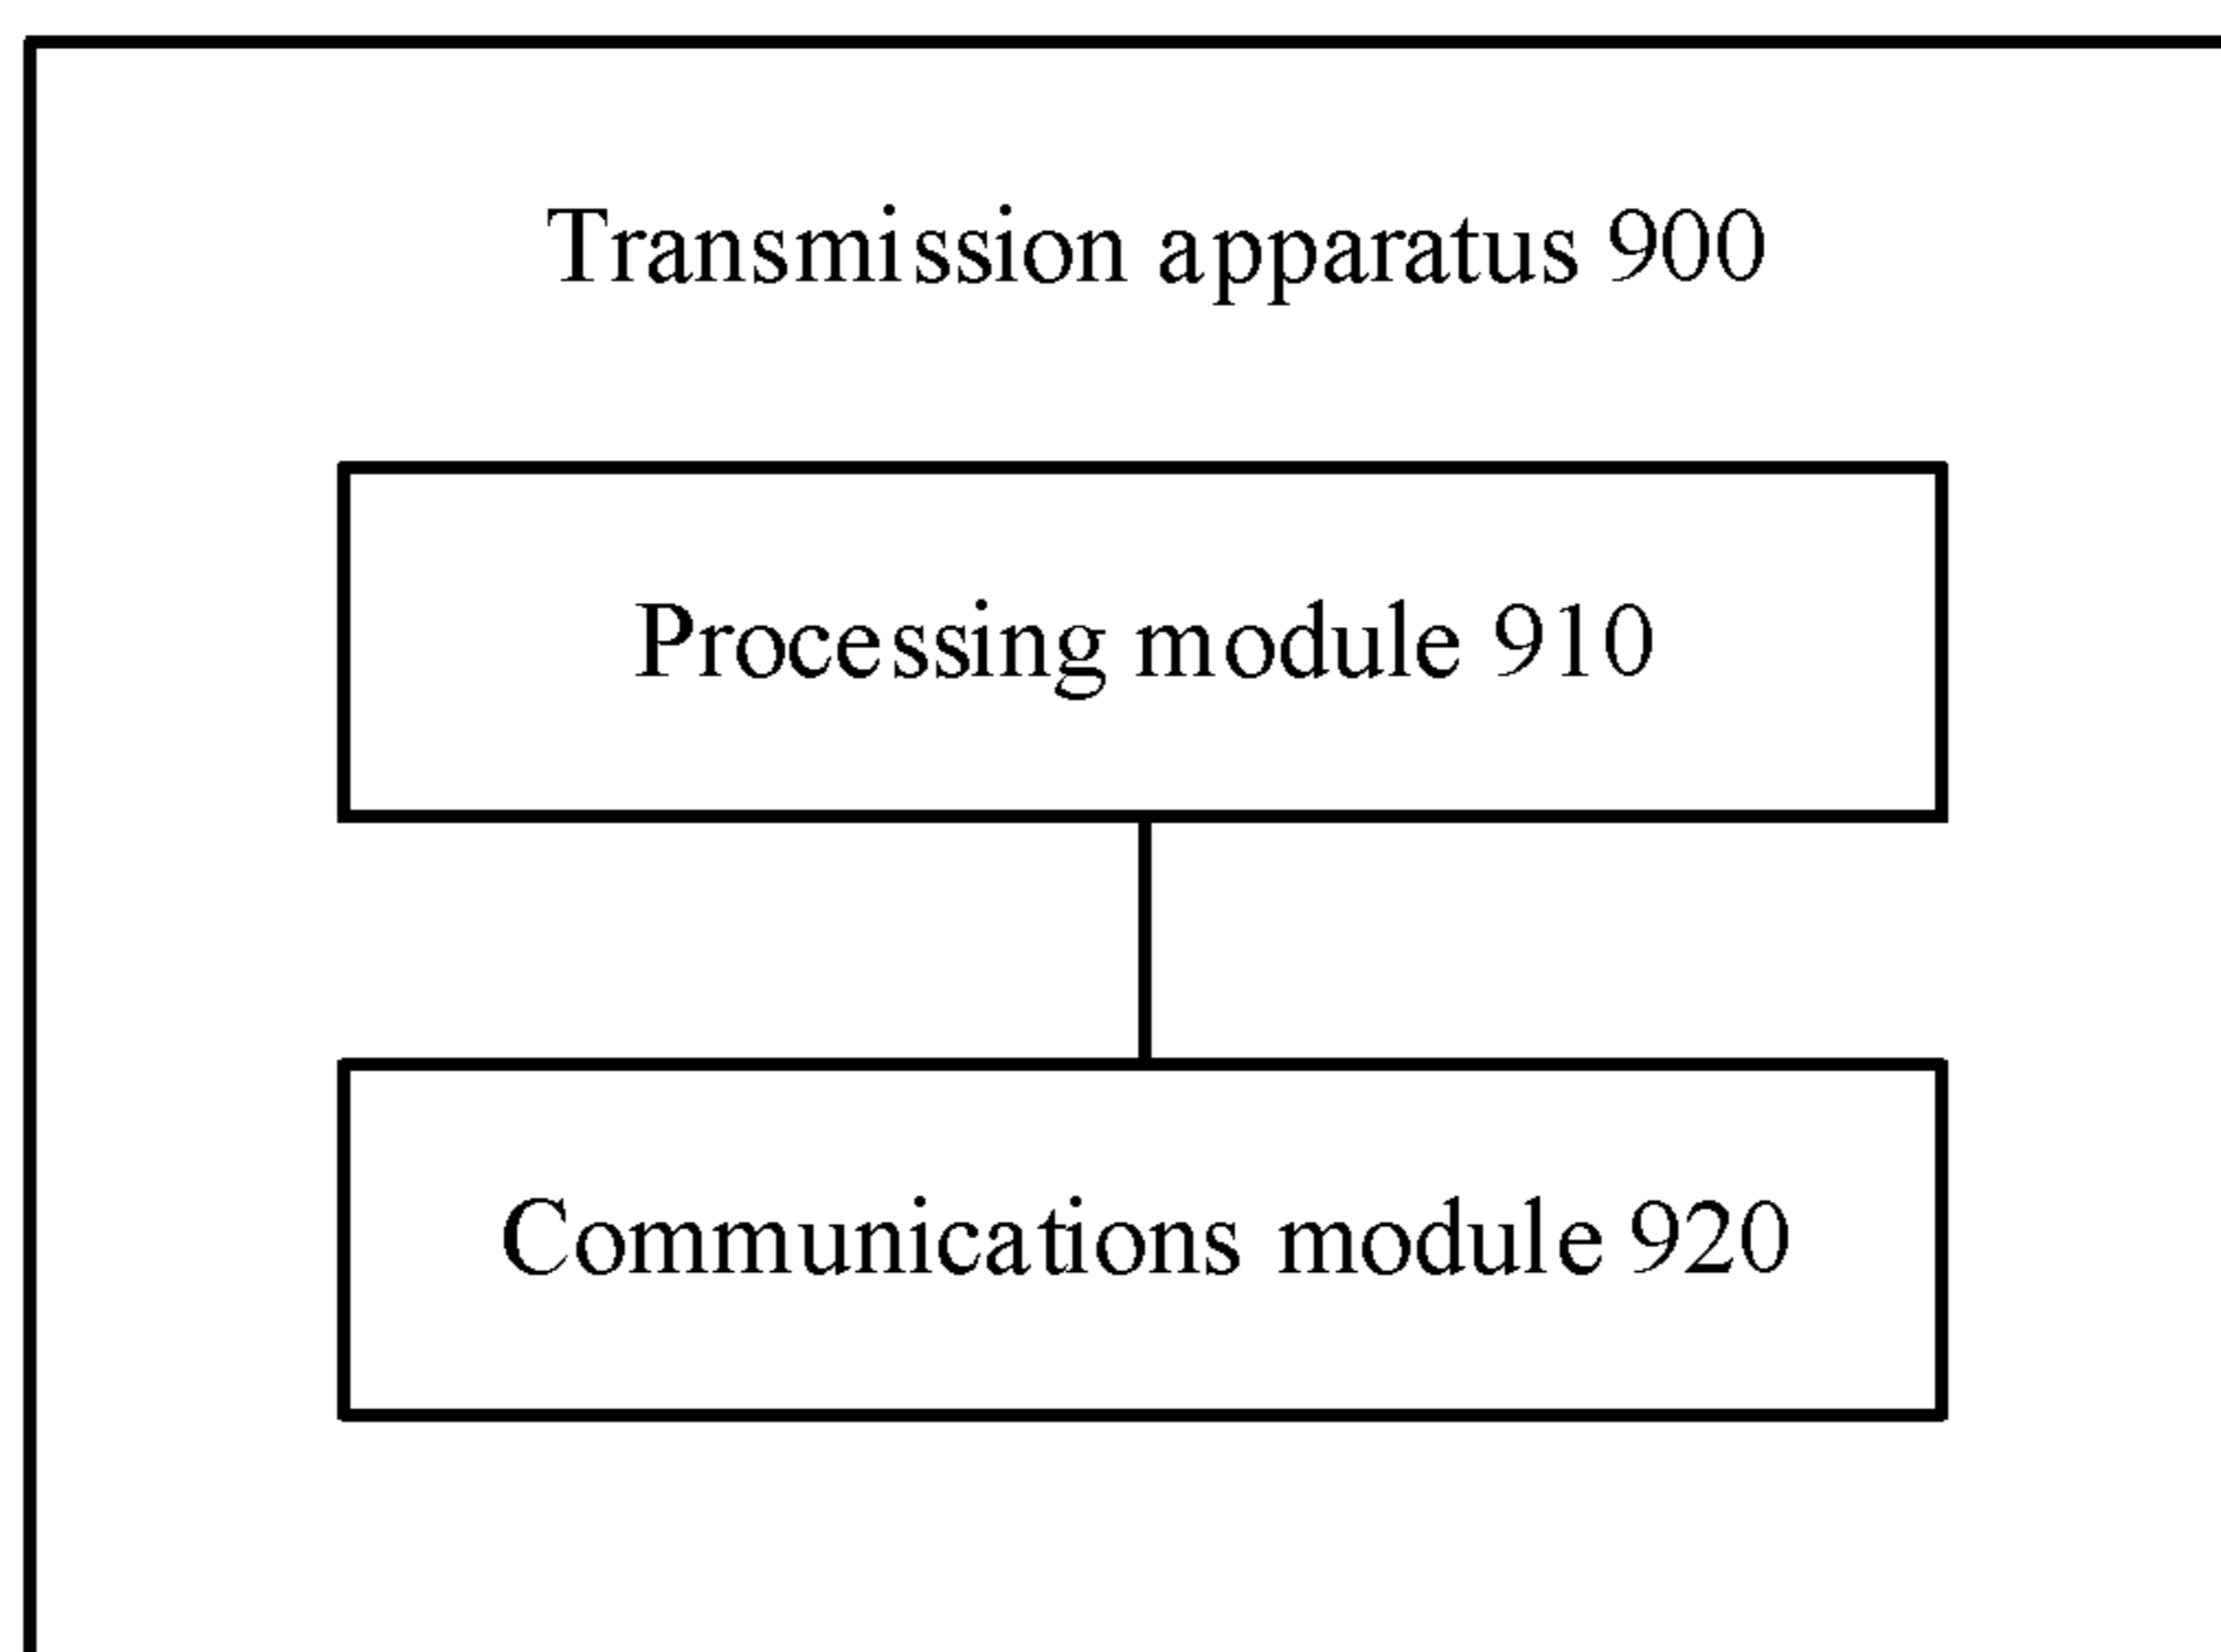 Transmission apparatus 900
Processing module 910
Communications module 920